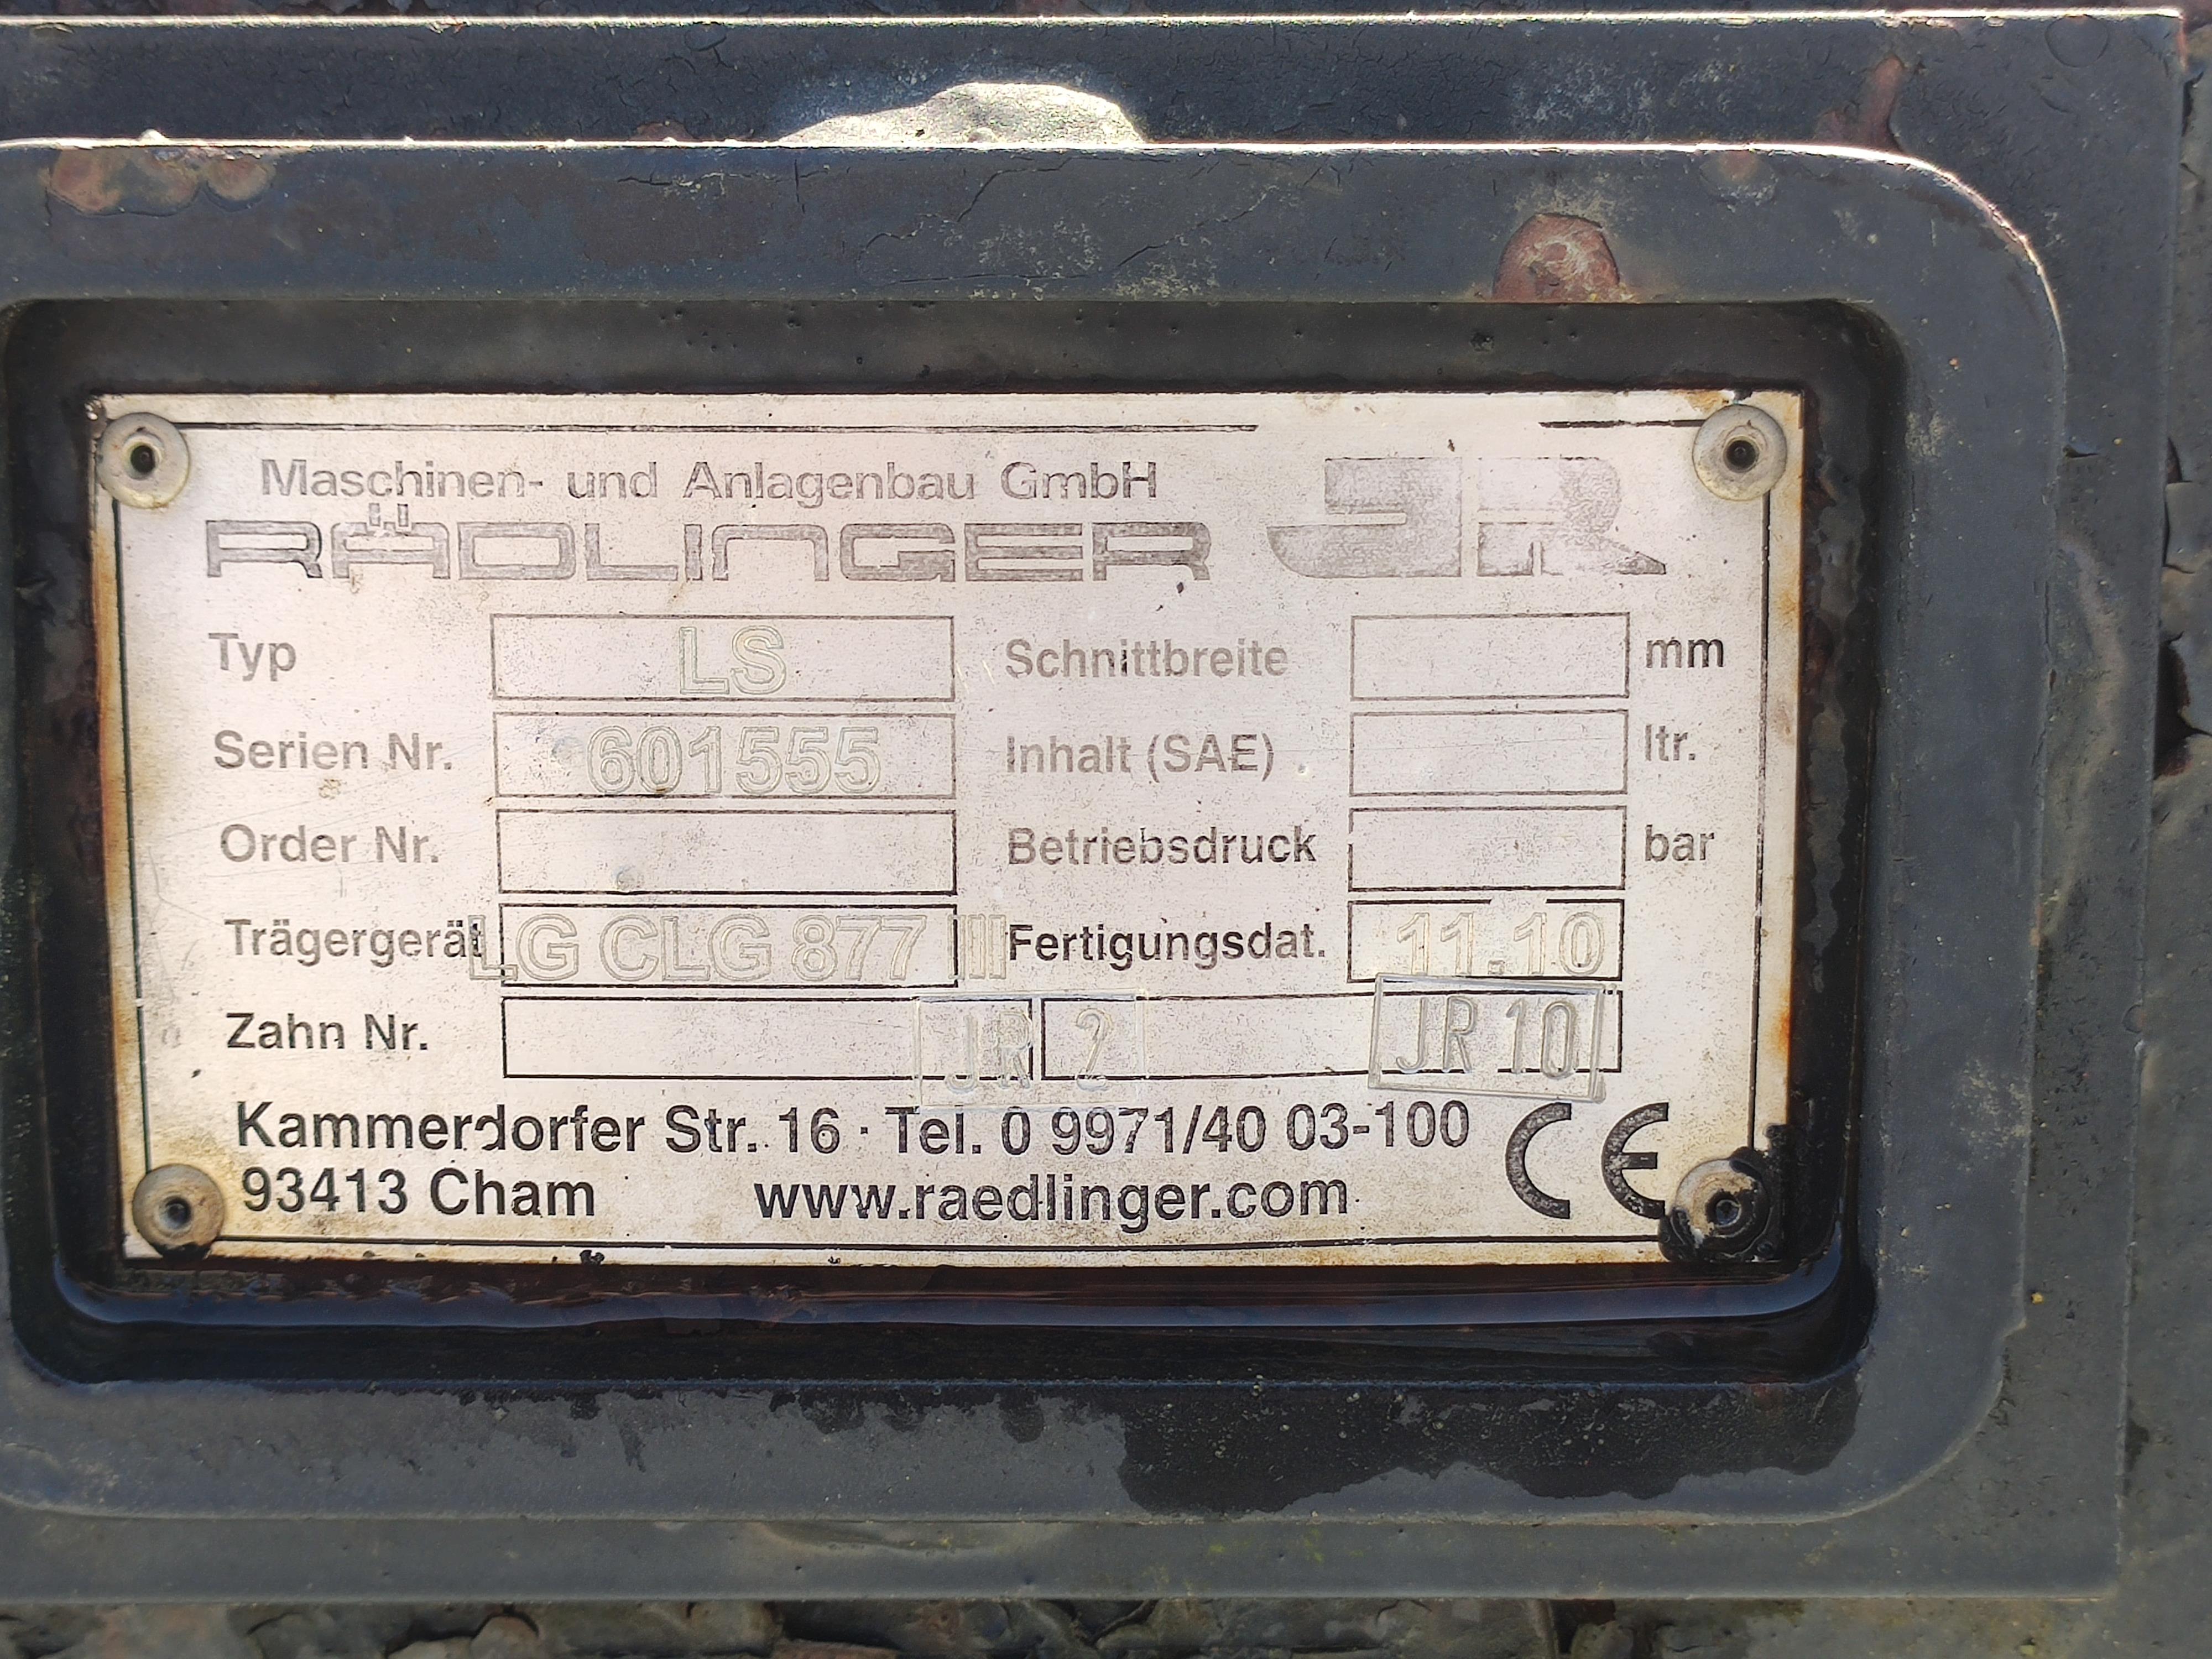 Maschinen- und Anlagenbau GmbH
RÄDLINGER JR
Typ LS Schnittbreite mm
Serien Nr. 601555 Inhalt (SAE) ltr.
Order Nr. Betriebsdruck bar
Trägergerät LG CLG 877 III Fertigungsdat. 11.10
Zahn Nr. JR 2 JR 10
Kammerdorfer Str. 16 · Tel. 0 9971/40 03-100
93413 Cham www.raedlinger.com CE